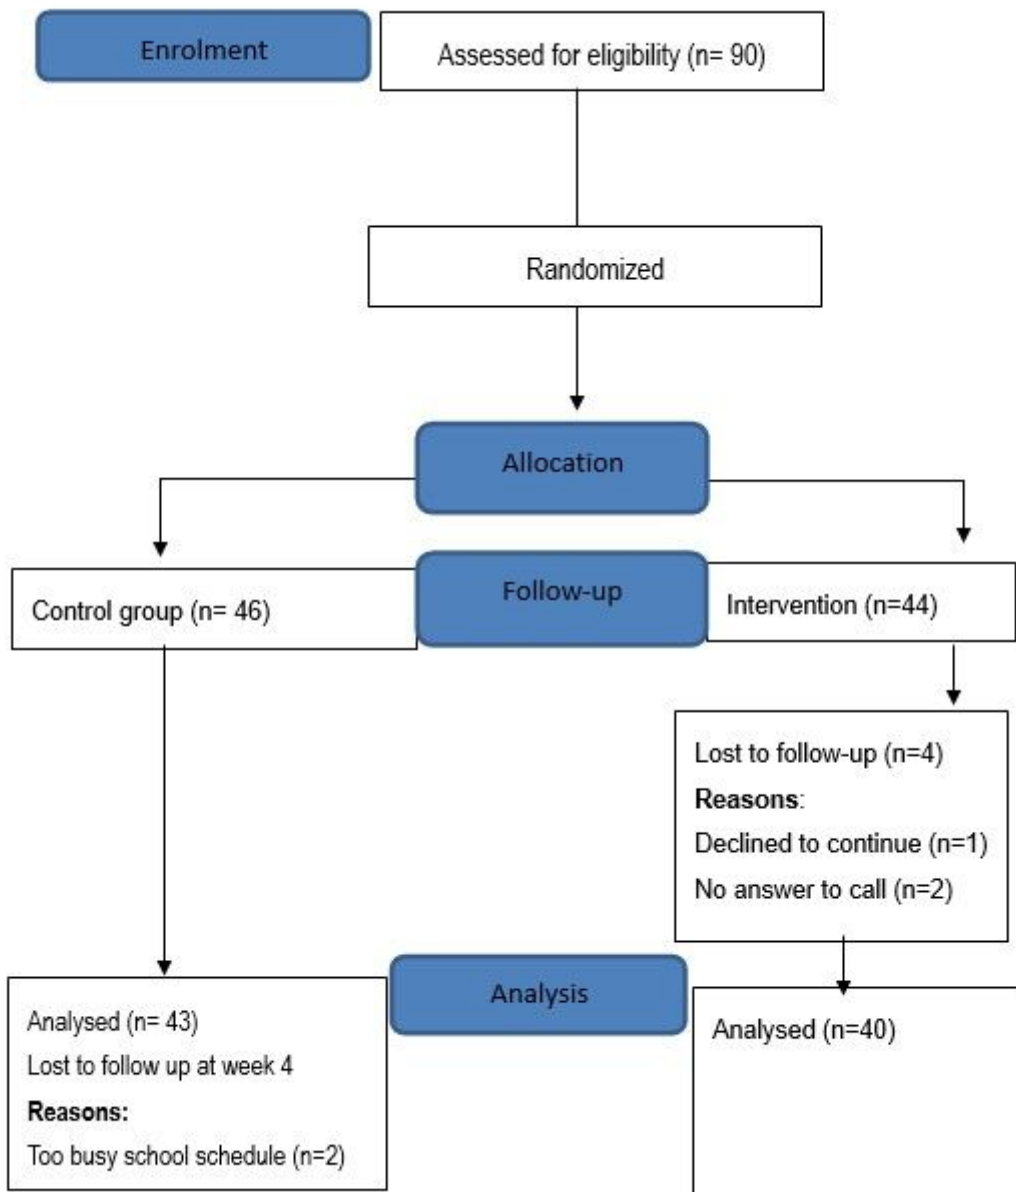 Enrolment
Assessed for eligibility (n= 90)
Randomized
Allocation
Control group (n= 46)
Follow-up
Intervention (n=44)
Lost to follow-up (n=4)
Reasons:
Declined to continue (n=1)
No answer to call (n=2)
Analysed (n= 43)
Lost to follow up at week 4
Reasons:
Too busy school schedule (n=2)
Analysis
Analysed (n=40)